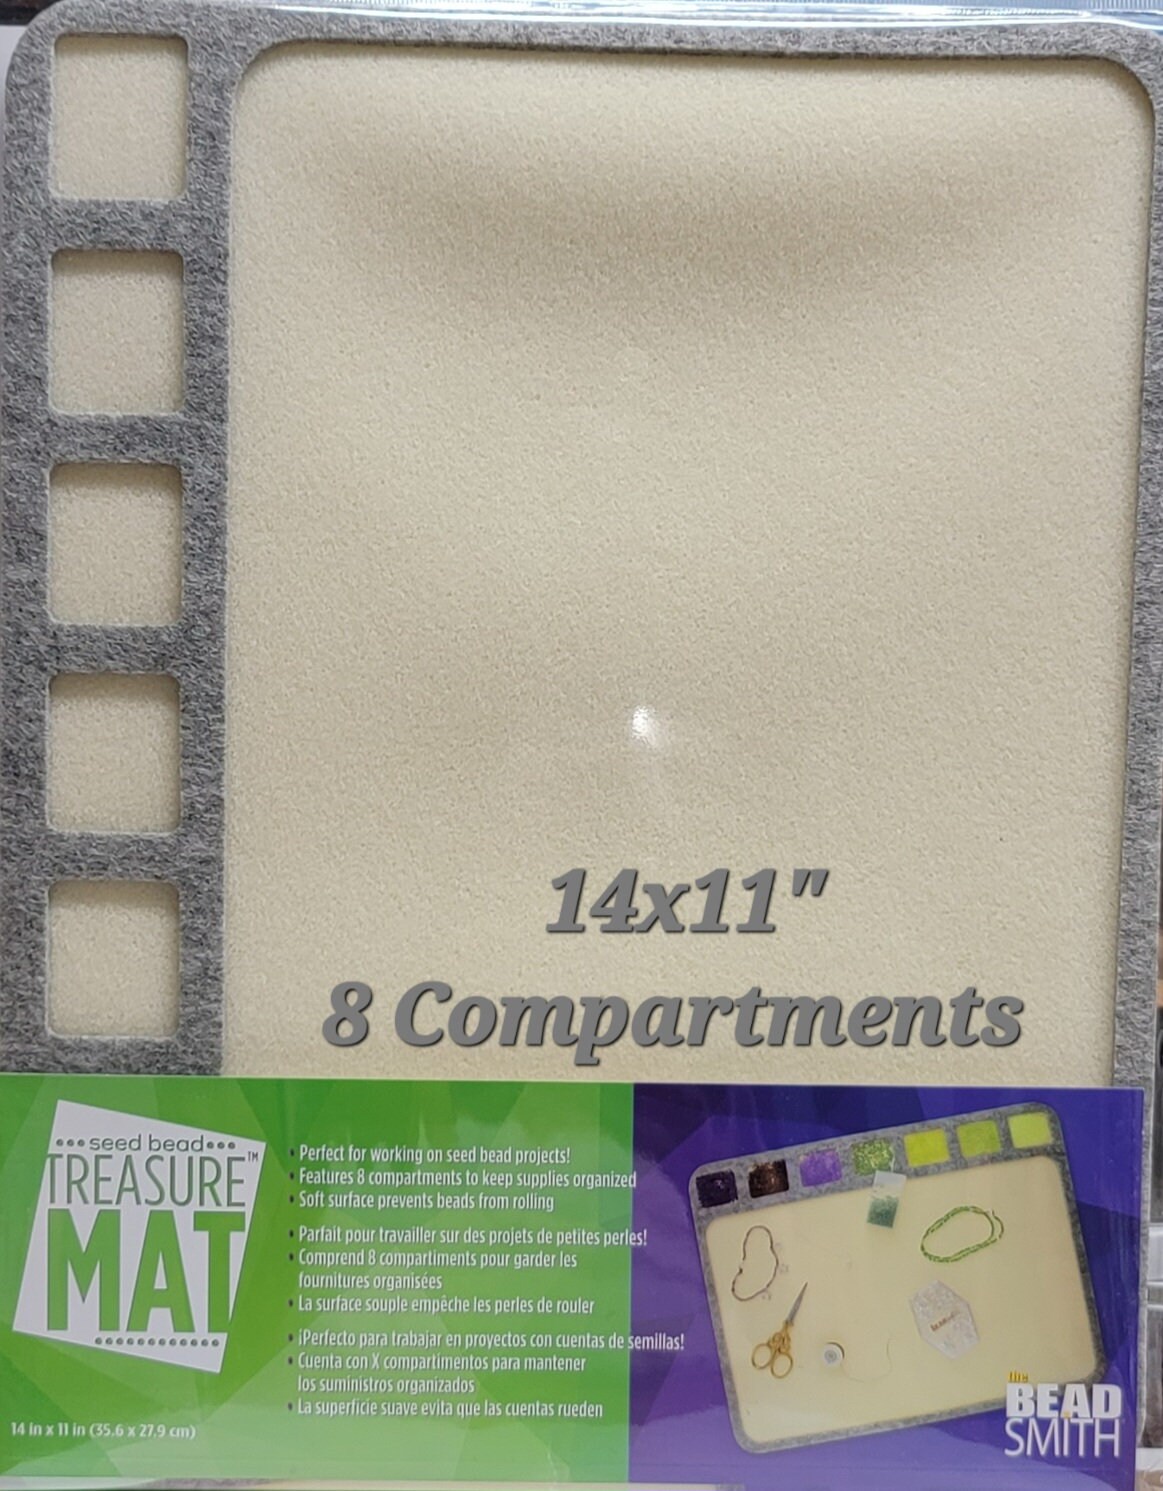 14x11"
8 Compartments
seed bead
TREASURE™
MAT
14 in x 11 in (35.6 x 27.9 cm)
• Perfect for working on seed bead projects!
• Features 8 compartments to keep supplies organized
• Soft surface prevents beads from rolling
• Parfait pour travailler sur des projets de petites perles!
• Comprend 8 compartiments pour garder les
fournitures organisées
• La surface souple empêche les perles de rouler
• ¡Perfecto para trabajar en proyectos con cuentas de semillas!
• Cuenta con X compartimentos para mantener
los suministros organizados
• La superficie suave evita que las cuentas rueden
the
BEAD
SMITH